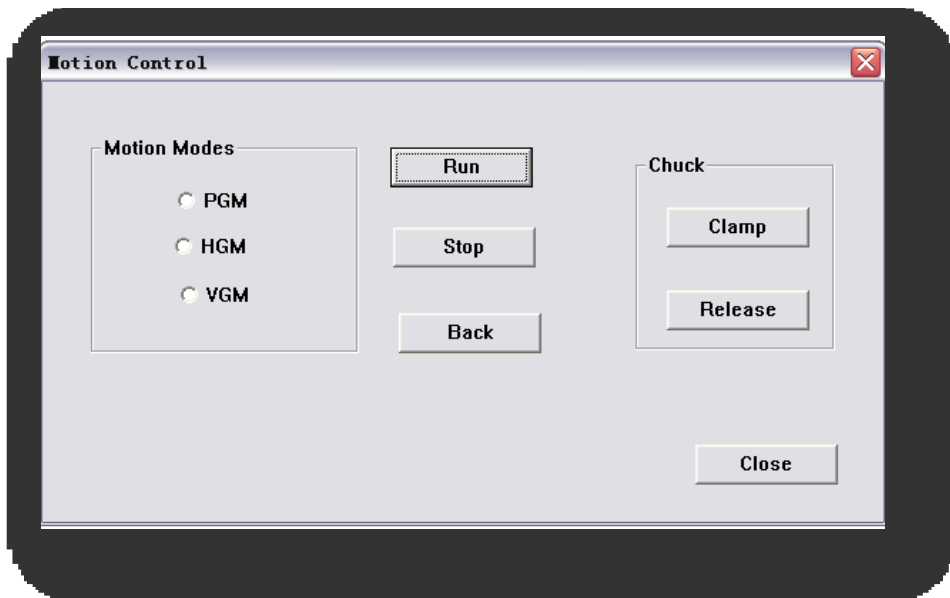 Motion Control
Motion Modes
PGM
HGM
VGM
Run
Stop
Back
Chuck
Clamp
Release
Close